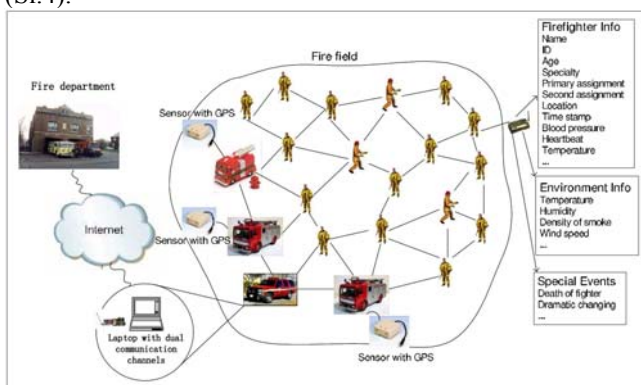 (Sl.4).
Fire department
Fire field
Sensor with GPS
Sensor with GPS
Internet
Laptop with dual
communication
channels
Sensor with GPS
Firefighter Info
Name
ID
Age
Specialty
Primary assignment
Second assignment
Location
Time stamp
Blood pressure
Heartbeat
Temperature
...
Environment Info
Temperature
Humidity
Density of smoke
Wind speed
...
Special Events
Death of fighter
Dramatic changing
...